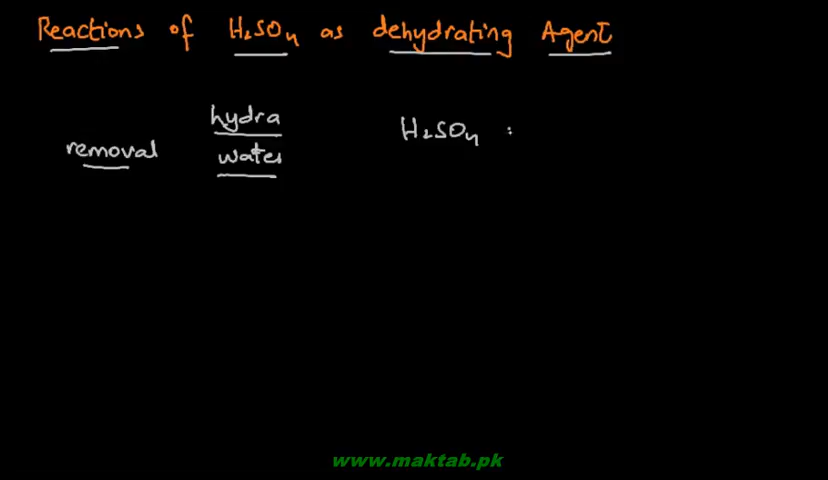 Reactions of H₂SO₄ as dehydrating Agent
hydra
removal water
H₂SO₄ :
www.maktab.pk